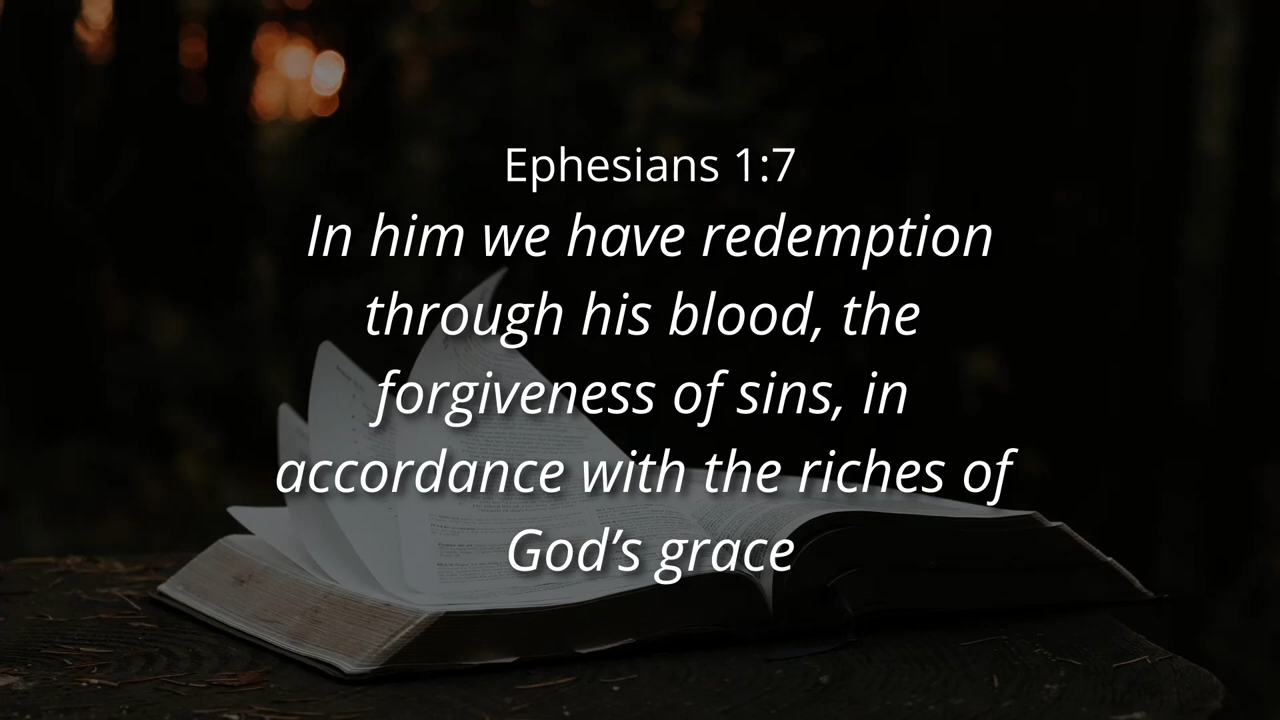 Ephesians 1:7
In him we have redemption
through his blood, the
forgiveness of sins, in
accordance with the riches of
God’s grace